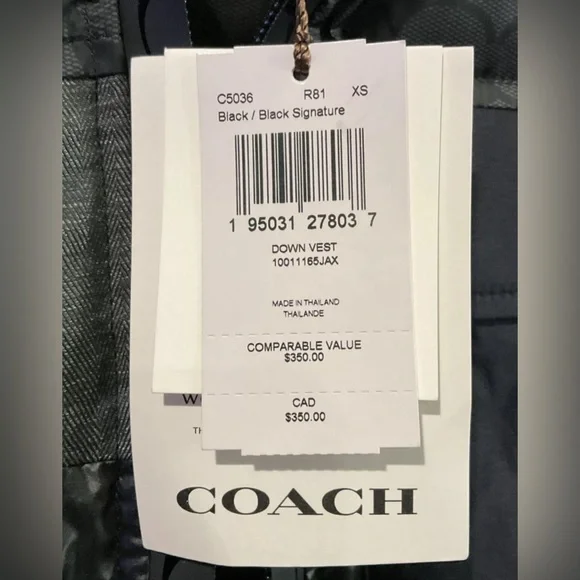 C5036 R81 XS
Black / Black Signature
1 95031 27803 7
DOWN VEST
10011165JAX
MADE IN THAILAND
THAILANDE
COMPARABLE VALUE
$350.00
CAD
$350.00
COACH